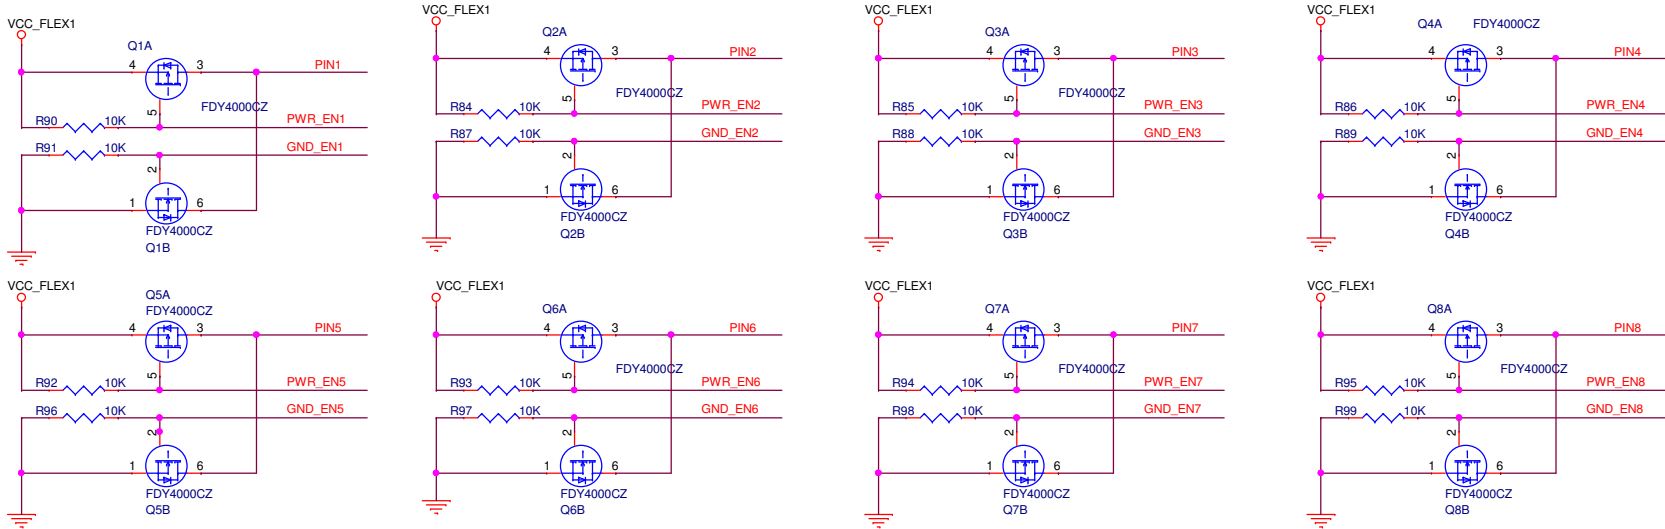 VCC_FLEX1
Q1A
4
3
PIN1
FDY4000CZ
5
R90
10K
PWR_EN1
R91
10K
GND_EN1
2
1
6
FDY4000CZ
Q1B
VCC_FLEX1
Q2A
4
3
PIN2
FDY4000CZ
5
R84
10K
PWR_EN2
R87
10K
GND_EN2
2
1
6
FDY4000CZ
Q2B
VCC_FLEX1
Q3A
4
3
PIN3
FDY4000CZ
5
R85
10K
PWR_EN3
R88
10K
GND_EN3
2
1
6
FDY4000CZ
Q3B
VCC_FLEX1
Q4A
FDY4000CZ
4
3
PIN4
5
R86
10K
PWR_EN4
R89
10K
GND_EN4
2
1
6
FDY4000CZ
Q4B
VCC_FLEX1
Q5A
FDY4000CZ
4
3
PIN5
5
R92
10K
PWR_EN5
R96
10K
GND_EN5
2
1
6
FDY4000CZ
Q5B
VCC_FLEX1
Q6A
4
3
PIN6
FDY4000CZ
5
R93
10K
PWR_EN6
R97
10K
GND_EN6
2
1
6
FDY4000CZ
Q6B
VCC_FLEX1
Q7A
4
3
PIN7
FDY4000CZ
5
R94
10K
PWR_EN7
R98
10K
GND_EN7
2
1
6
FDY4000CZ
Q7B
VCC_FLEX1
Q8A
4
3
PIN8
FDY4000CZ
5
R95
10K
PWR_EN8
R99
10K
GND_EN8
2
1
6
FDY4000CZ
Q8B